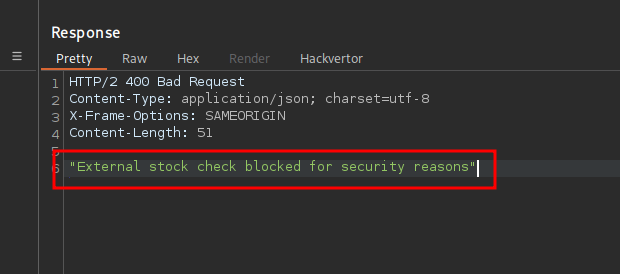 Response
Pretty Raw Hex Render Hackvertor
1 HTTP/2 400 Bad Request
2 Content-Type: application/json; charset=utf-8
3 X-Frame-Options: SAMEORIGIN
4 Content-Length: 51
5
6 "External stock check blocked for security reasons"